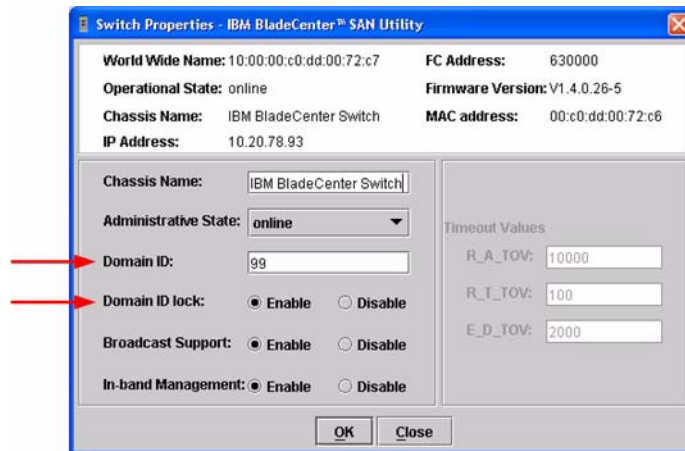 Switch Properties - IBM BladeCenter™ SAN Utility
World Wide Name: 10:00:00:c0:dd:00:72:c7 FC Address: 630000
Operational State: online Firmware Version: V1.4.0.26-5
Chassis Name: IBM BladeCenter Switch MAC address: 00:c0:dd:00:72:c6
IP Address: 10.20.78.93
Chassis Name: IBM BladeCenter Switch
Administrative State: online
Timeout Values
Domain ID: 99 R_A_TOV: 10000
Domain ID lock: Enable Disable R_T_TOV: 100
Broadcast Support: Enable Disable E_D_TOV: 2000
In-band Management: Enable Disable
OK Close